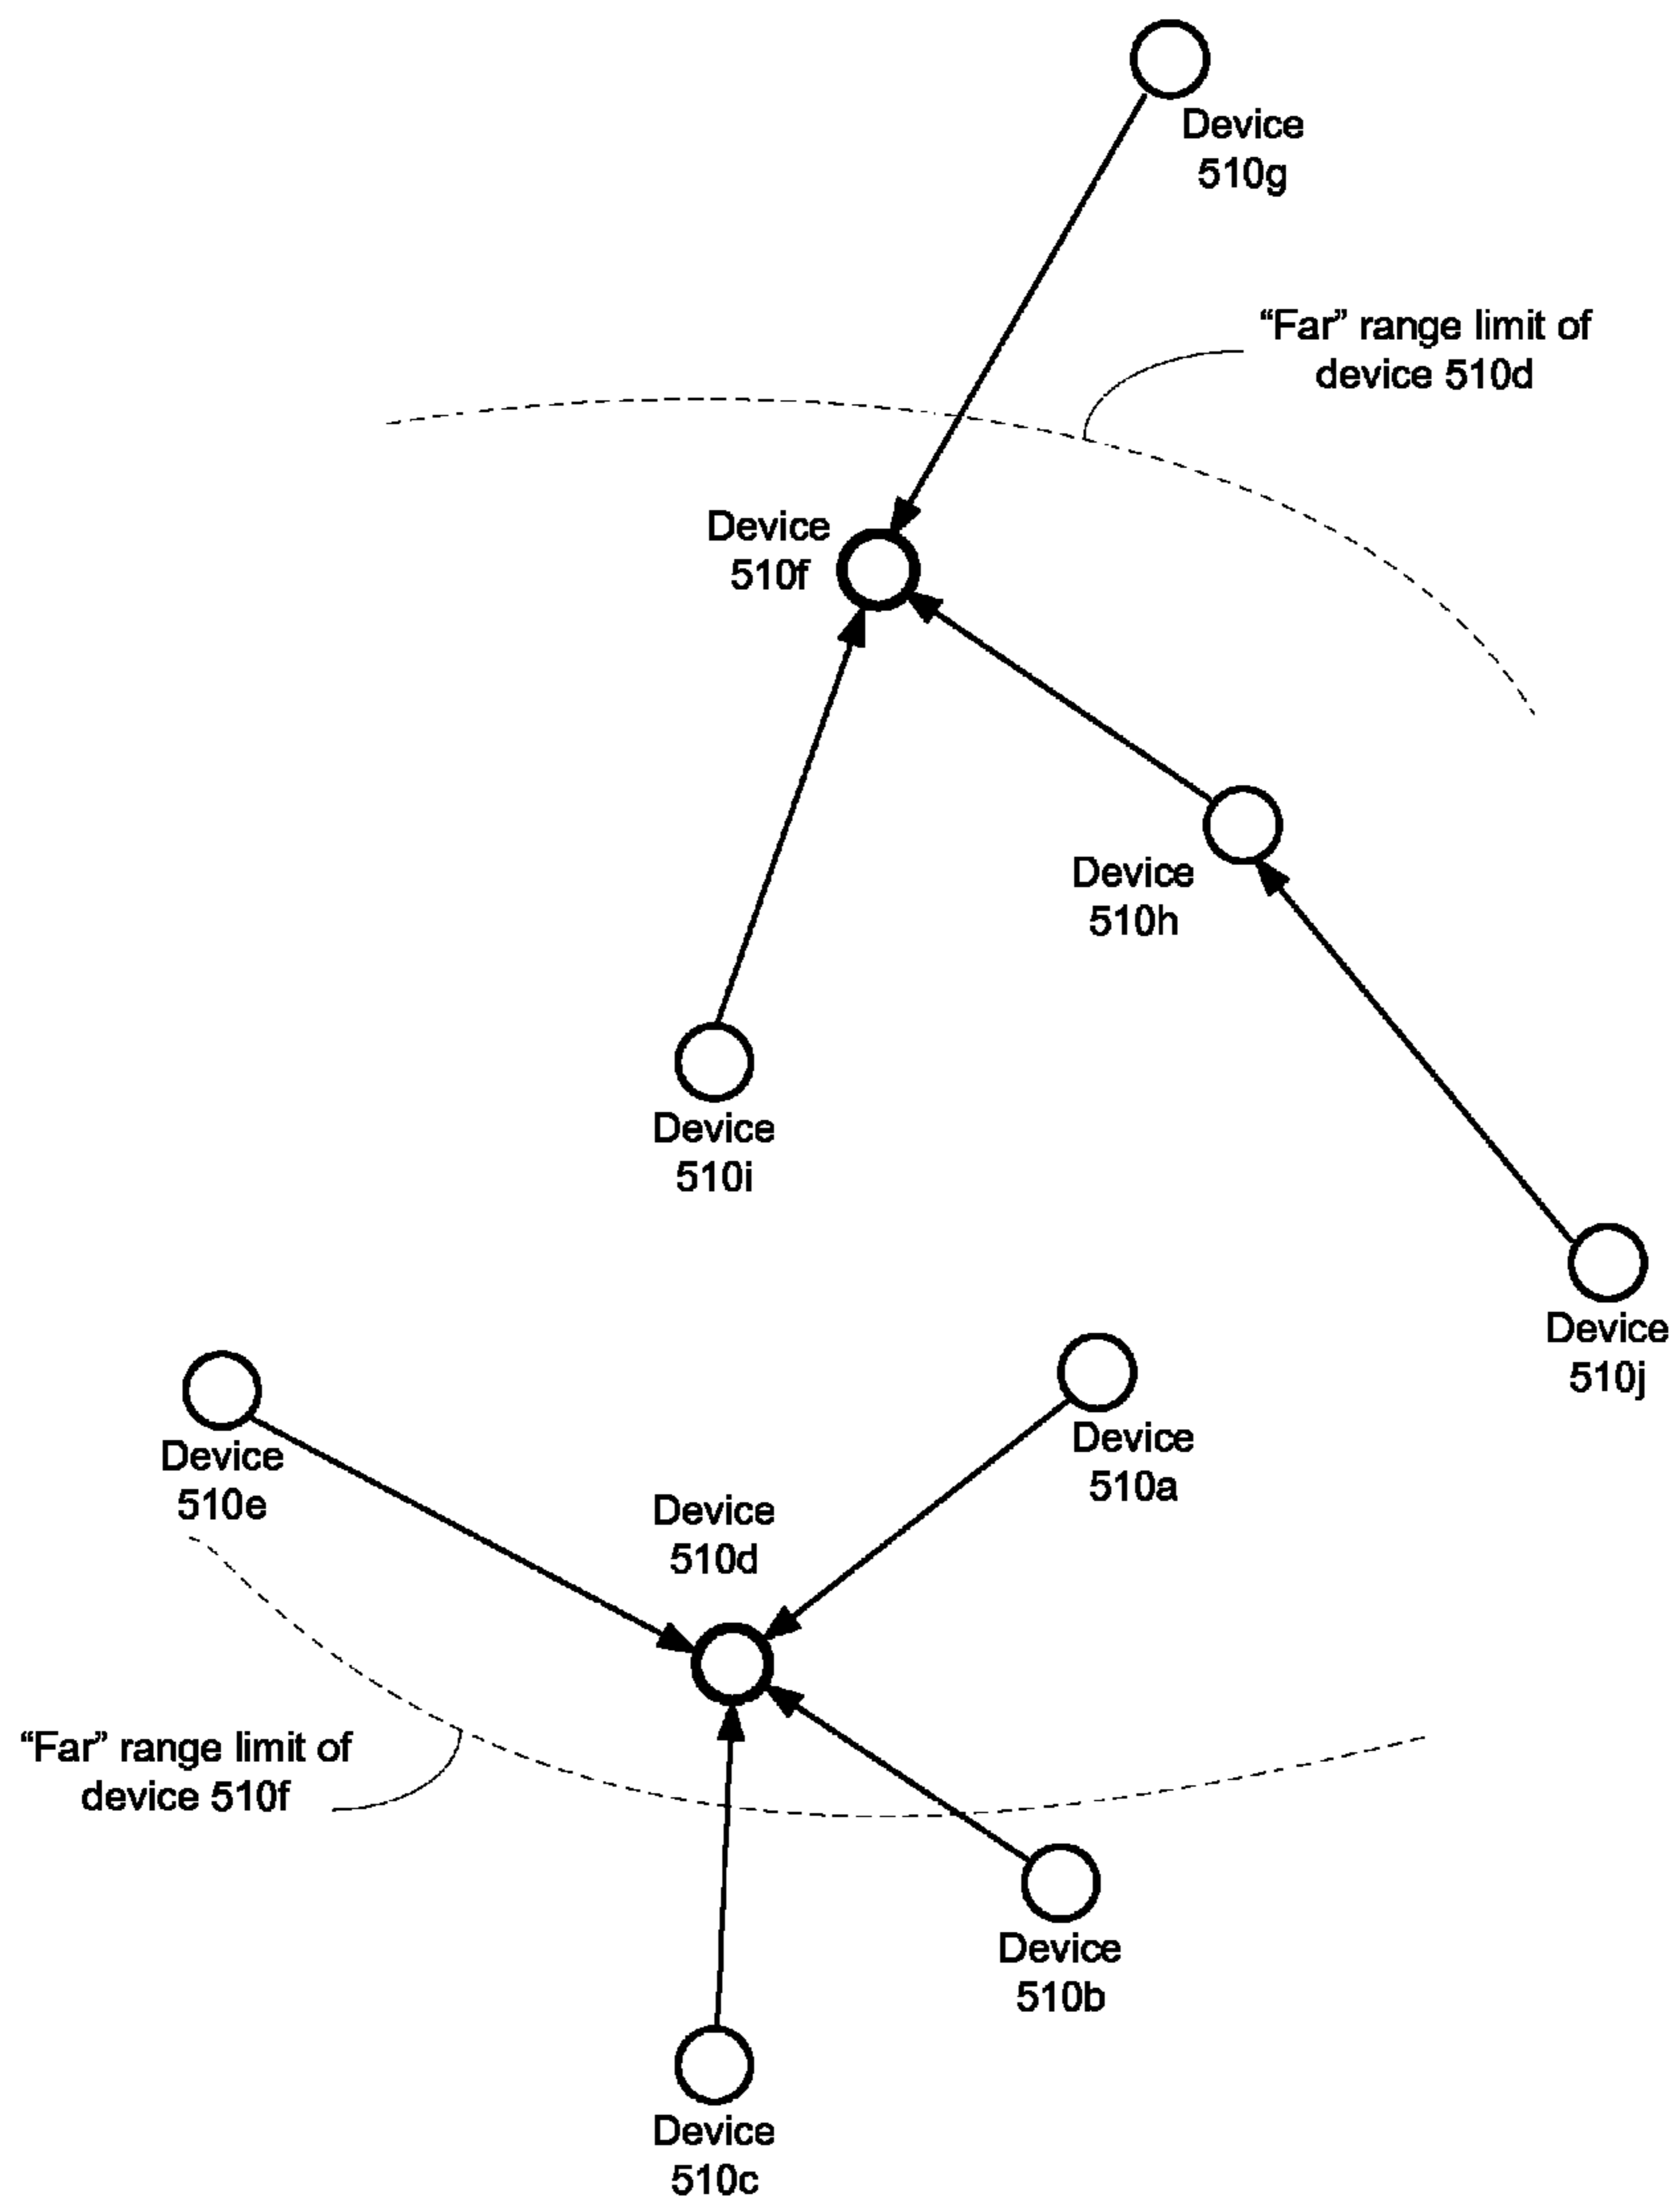 Device
510g
“Far” range limit of
device 510d
Device
510f
Device
510h
Device
510i
Device
510j
Device
510e
Device
510a
Device
510d
“Far” range limit of
device 510f
Device
510b
Device
510c